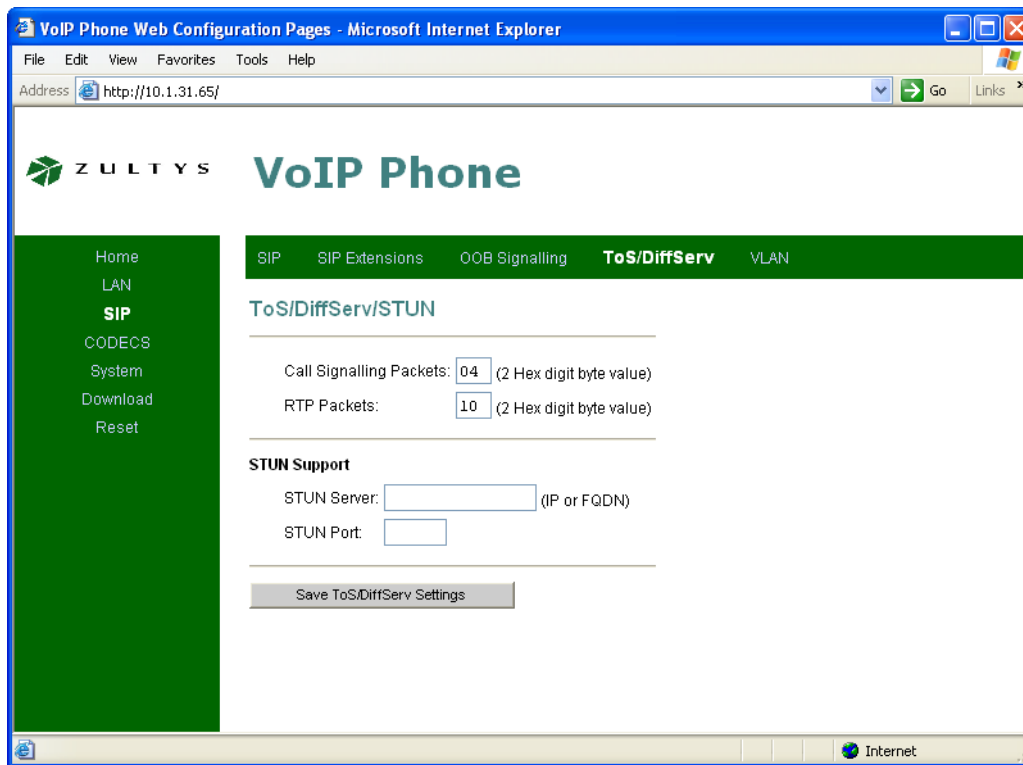 VoIP Phone Web Configuration Pages - Microsoft Internet Explorer
File Edit View Favorites Tools Help
Address http://10.1.31.65/ Go Links »
ZULTYS VoIP Phone
Home
LAN
SIP
CODECS
System
Download
Reset
SIP SIP Extensions OOB Signalling ToS/DiffServ VLAN
ToS/DiffServ/STUN
Call Signalling Packets: 04 (2 Hex digit byte value)
RTP Packets: 10 (2 Hex digit byte value)
STUN Support
STUN Server: (IP or FQDN)
STUN Port:
Save ToS/DiffServ Settings
Internet